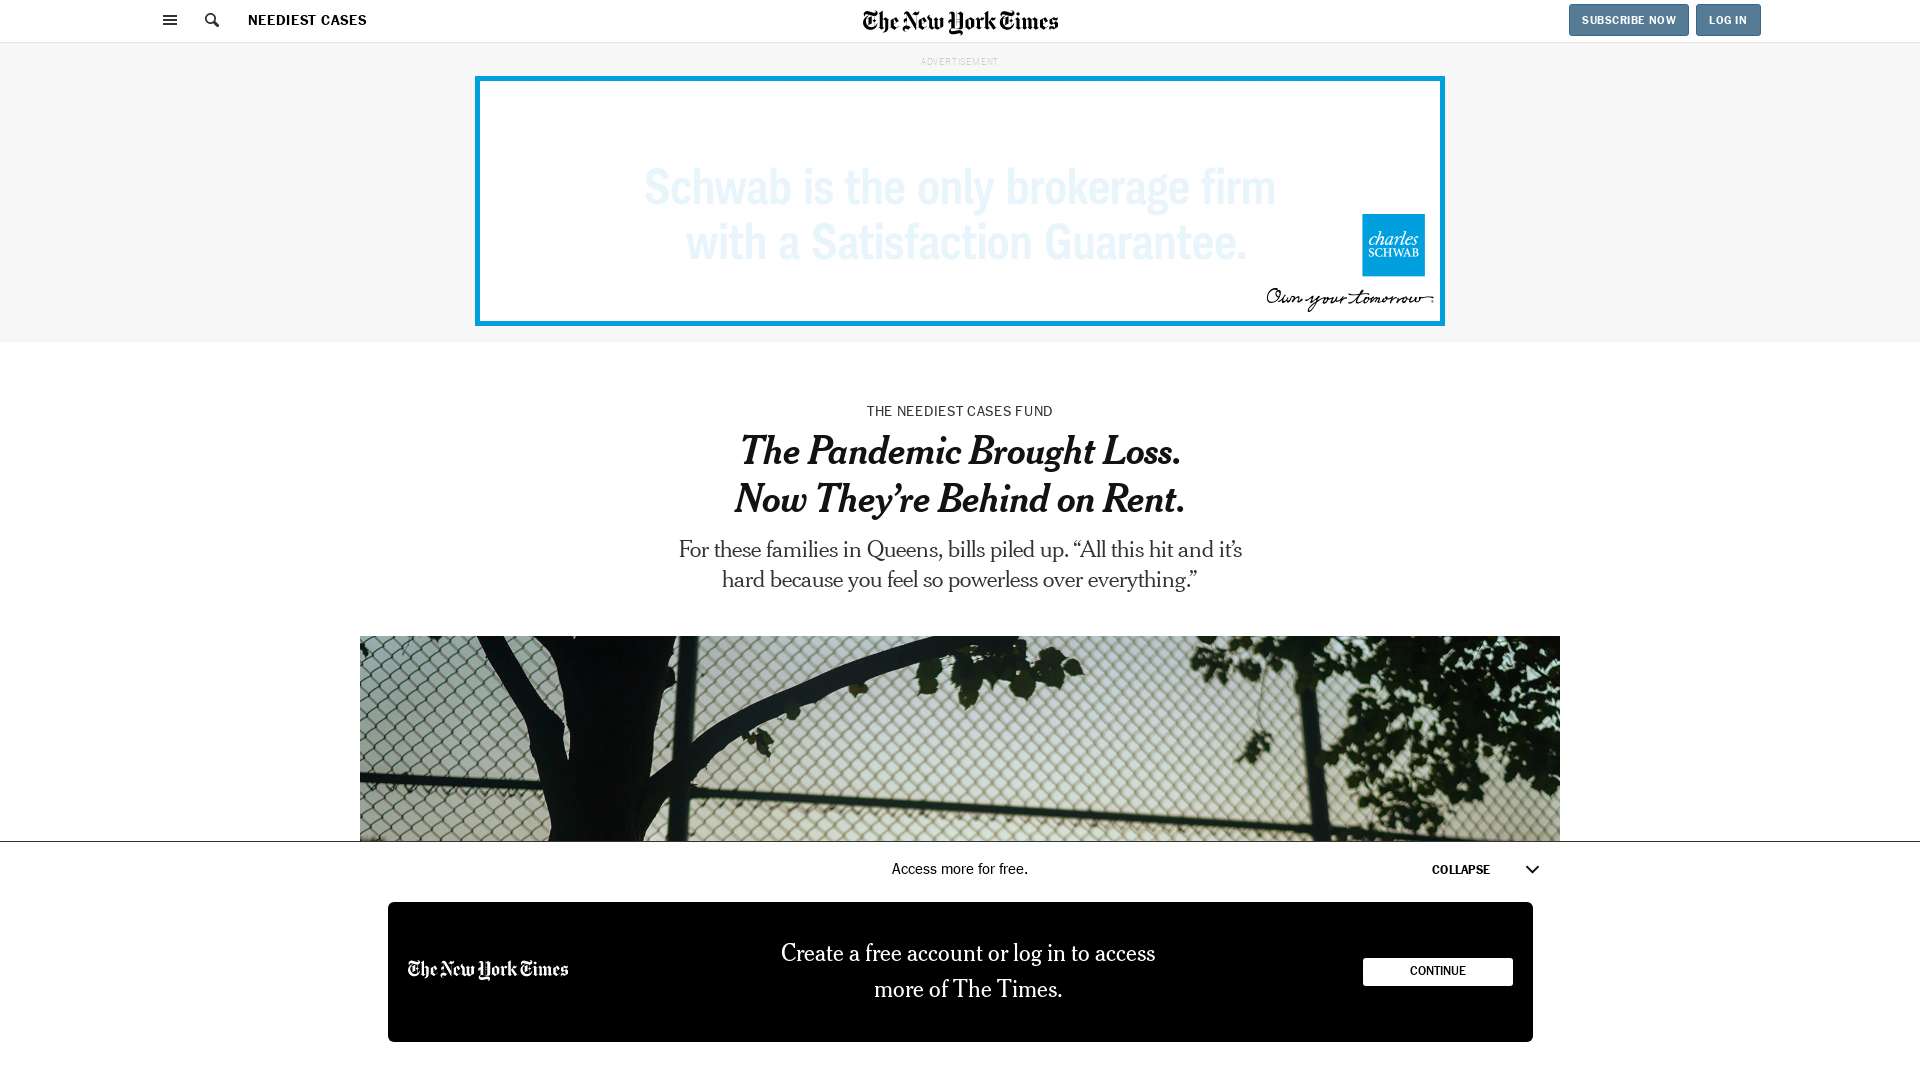 NEEDIEST CASES
The New York Times
SUBSCRIBE NOW
LOG IN
ADVERTISEMENT
Schwab is the only brokerage firm
with a Satisfaction Guarantee.
charles
SCHWAB
Own your tomorrow
THE NEEDIEST CASES FUND
The Pandemic Brought Loss.
Now They’re Behind on Rent.
For these families in Queens, bills piled up. “All this hit and it’s
hard because you feel so powerless over everything.”
Access more for free.
COLLAPSE
The New York Times
Create a free account or log in to access
more of The Times.
CONTINUE